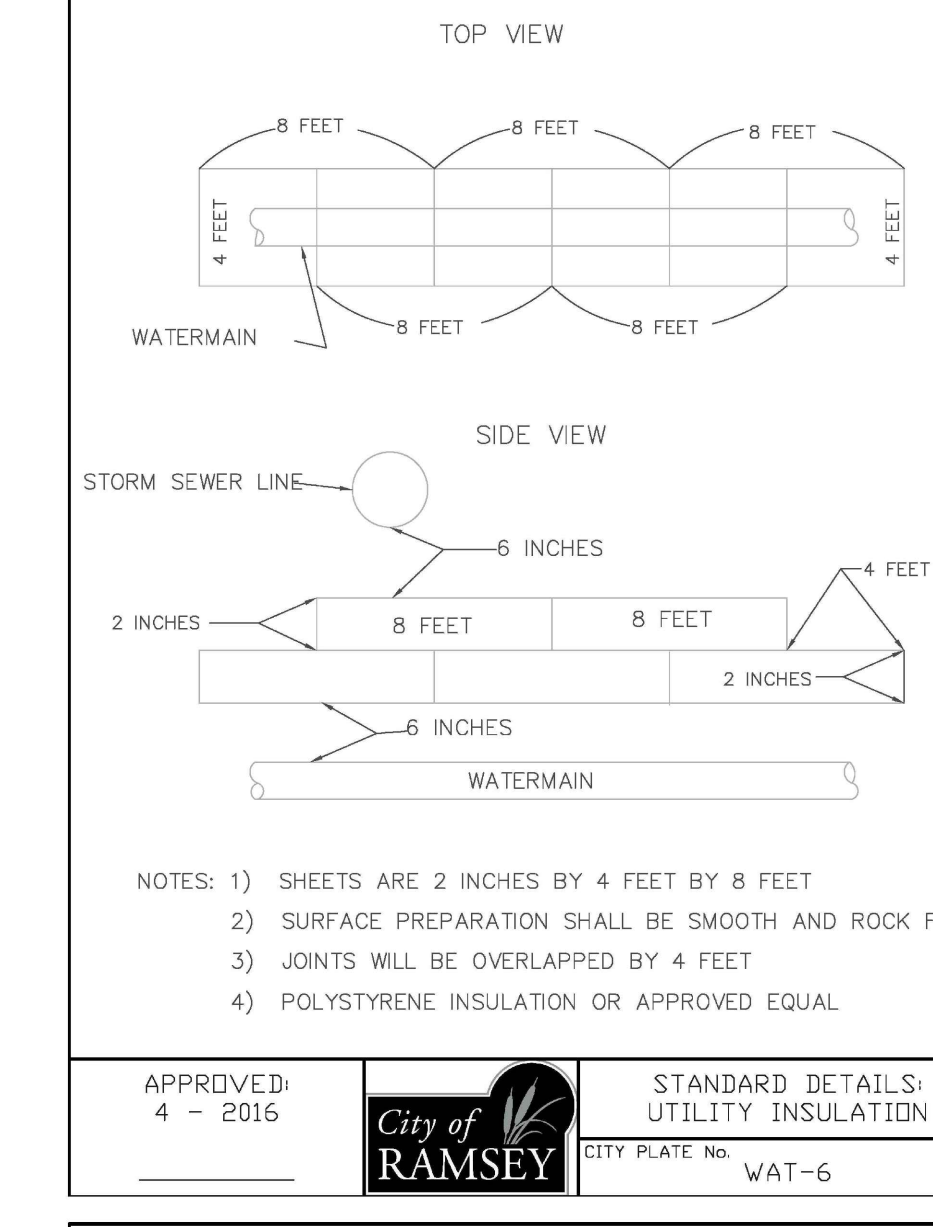 TOP VIEW
8 FEET
8 FEET
8 FEET
4 FEET
4 FEET
8 FEET
8 FEET
WATERMAIN
SIDE VIEW
STORM SEWER LINE
6 INCHES
4 FEET
2 INCHES
8 FEET
8 FEET
2 INCHES
6 INCHES
WATERMAIN
NOTES: 1) SHEETS ARE 2 INCHES BY 4 FEET BY 8 FEET
2) SURFACE PREPARATION SHALL BE SMOOTH AND ROCK
3) JOINTS WILL BE OVERLAPPED BY 4 FEET
4) POLYSTYRENE INSULATION OR APPROVED EQUAL
APPROVED:
4 - 2016
City of
RAMSEY
STANDARD DETAILS:
UTILITY INSULATION
CITY PLATE No.
WAT-6